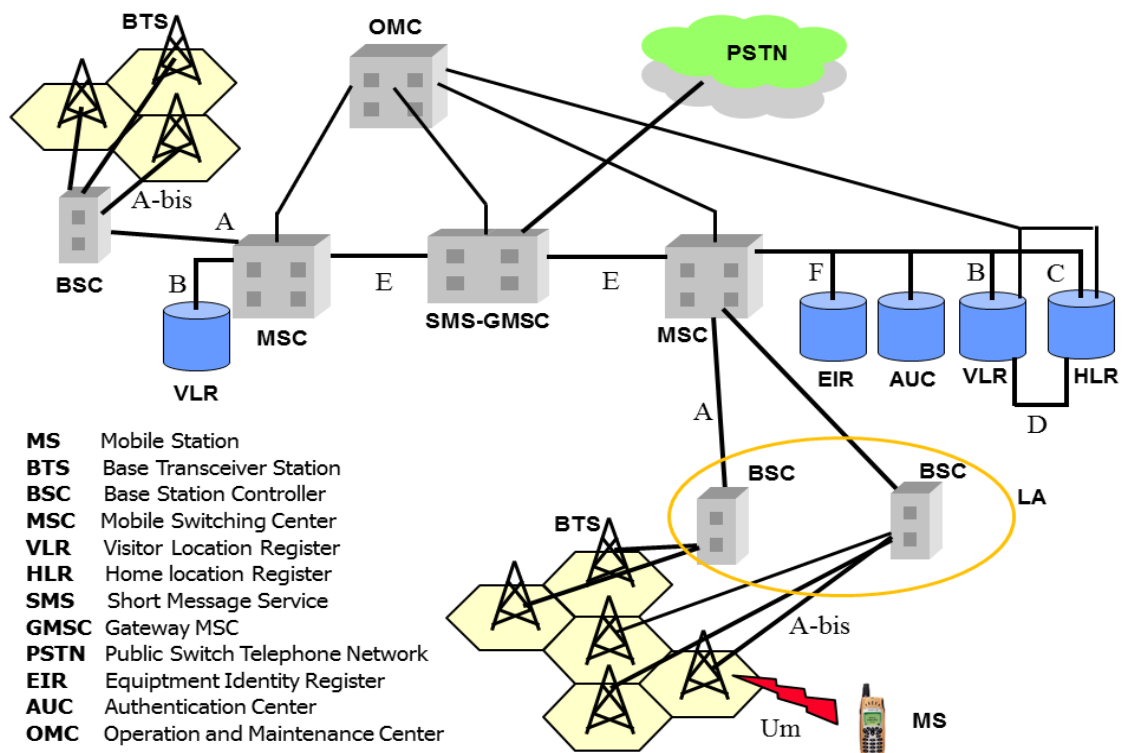 BTS
OMC
PSTN
A-bis
A
BSC
B
E
E
F
B
C
MSC
SMS-GMSC
MSC
VLR
EIR
AUC
VLR
HLR
D
A
BSC
BSC
LA
BTS
A-bis
Um
MS
MS Mobile Station
BTS Base Transceiver Station
BSC Base Station Controller
MSC Mobile Switching Center
VLR Visitor Location Register
HLR Home location Register
SMS Short Message Service
GMSC Gateway MSC
PSTN Public Switch Telephone Network
EIR Equiptment Identity Register
AUC Authentication Center
OMC Operation and Maintenance Center